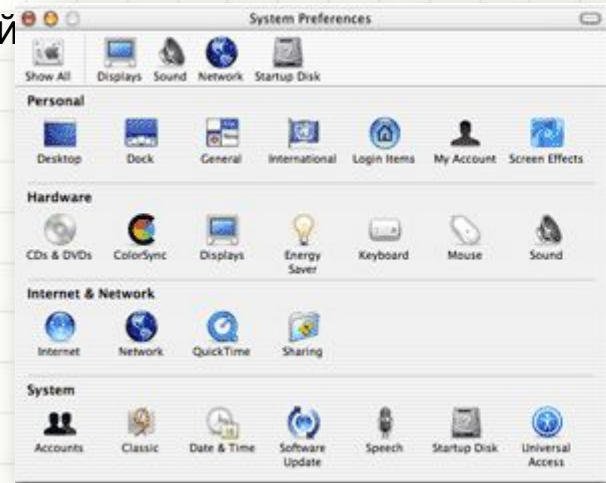 й
System Preferences
Show All Displays Sound Network Startup Disk
Personal
Desktop Dock General International Login Items My Account Screen Effects
Hardware
CDs & DVDs ColorSync Displays Energy Saver Keyboard Mouse Sound
Internet & Network
Internet Network QuickTime Sharing
System
Accounts Classic Date & Time Software Update Speech Startup Disk Universal Access